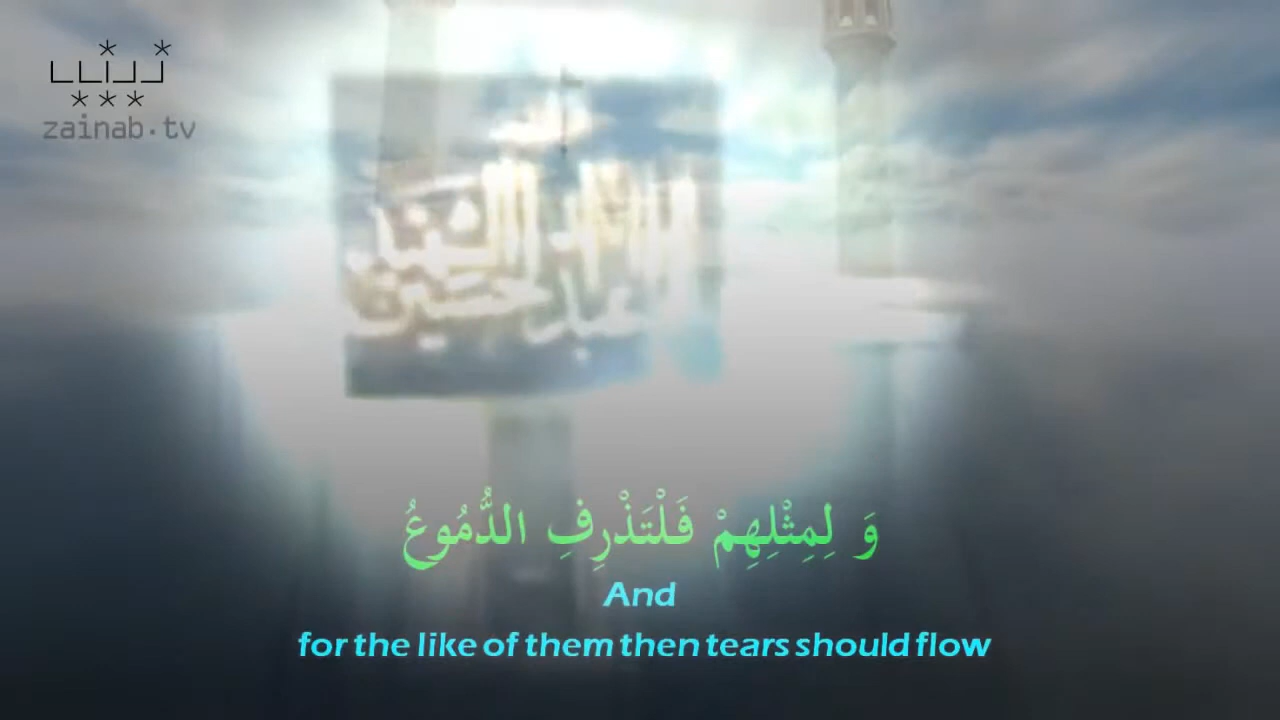 zainab.tv
وَ لِمِثْلِهِمْ فَلْتَذْرِفِ الدُّمُوعُ
And
for the like of them then tears should flow